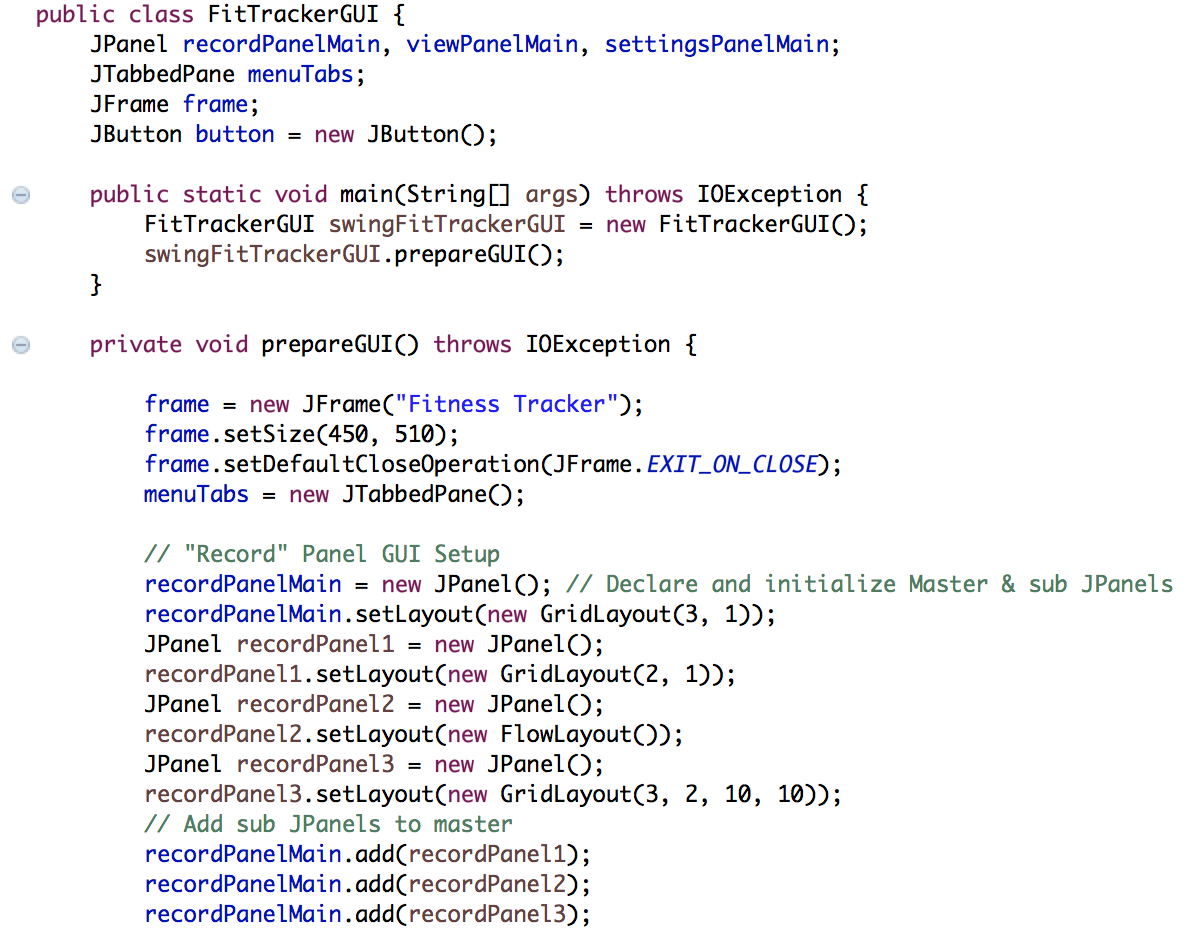 public class FitTrackerGUI {
    JPanel recordPanelMain, viewPanelMain, settingsPanelMain;
    JTabbedPane menuTabs;
    JFrame frame;
    JButton button = new JButton();

    public static void main(String[] args) throws IOException {
        FitTrackerGUI swingFitTrackerGUI = new FitTrackerGUI();
        swingFitTrackerGUI.prepareGUI();
    }

    private void prepareGUI() throws IOException {

        frame = new JFrame("Fitness Tracker");
        frame.setSize(450, 510);
        frame.setDefaultCloseOperation(JFrame.EXIT_ON_CLOSE);
        menuTabs = new JTabbedPane();

        // "Record" Panel GUI Setup
        recordPanelMain = new JPanel(); // Declare and initialize Master & sub JPanels
        recordPanelMain.setLayout(new GridLayout(3, 1));
        JPanel recordPanel1 = new JPanel();
        recordPanel1.setLayout(new GridLayout(2, 1));
        JPanel recordPanel2 = new JPanel();
        recordPanel2.setLayout(new FlowLayout());
        JPanel recordPanel3 = new JPanel();
        recordPanel3.setLayout(new GridLayout(3, 2, 10, 10));
        // Add sub JPanels to master
        recordPanelMain.add(recordPanel1);
        recordPanelMain.add(recordPanel2);
        recordPanelMain.add(recordPanel3);